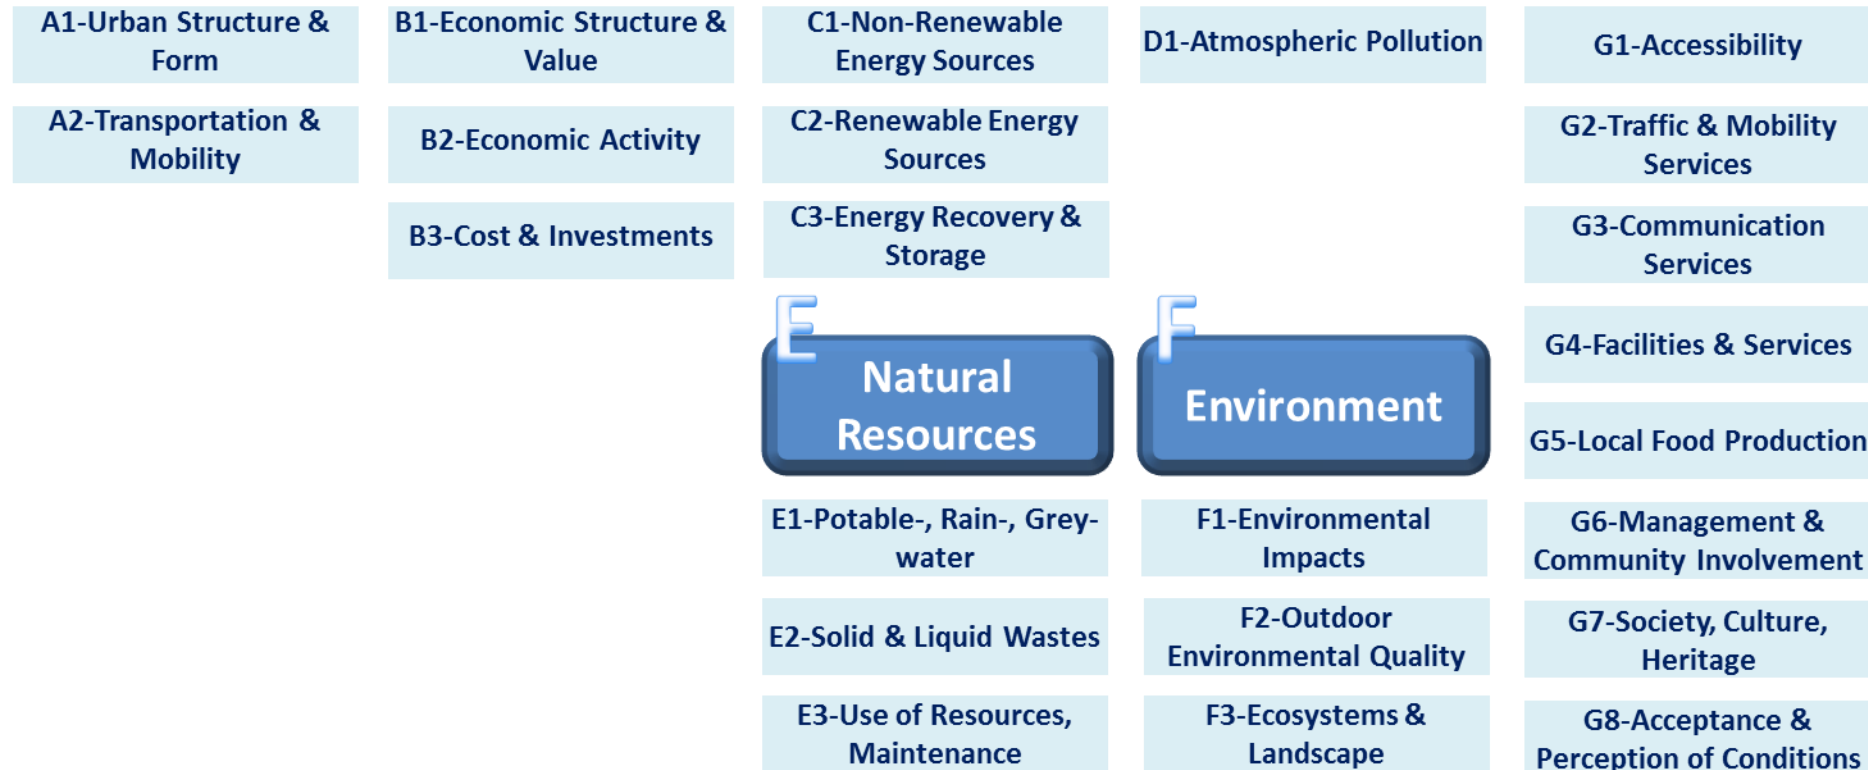 A1-Urban Structure &
Form
A2-Transportation &
Mobility
B1-Economic Structure &
Value
B2-Economic Activity
B3-Cost & Investments
C1-Non-Renewable
Energy Sources
C2-Renewable Energy
Sources
C3-Energy Recovery &
Storage
E
Natural
Resources
E1-Potable-, Rain-, Grey-
water
E2-Solid & Liquid Wastes
E3-Use of Resources,
Maintenance
D1-Atmospheric Pollution
F
Environment
F1-Environmental
Impacts
F2-Outdoor
Environmental Quality
F3-Ecosystems &
Landscape
G1-Accessibility
G2-Traffic & Mobility
Services
G3-Communication
Services
G4-Facilities & Services
G5-Local Food Production
G6-Management &
Community Involvement
G7-Society, Culture,
Heritage
G8-Acceptance &
Perception of Conditions